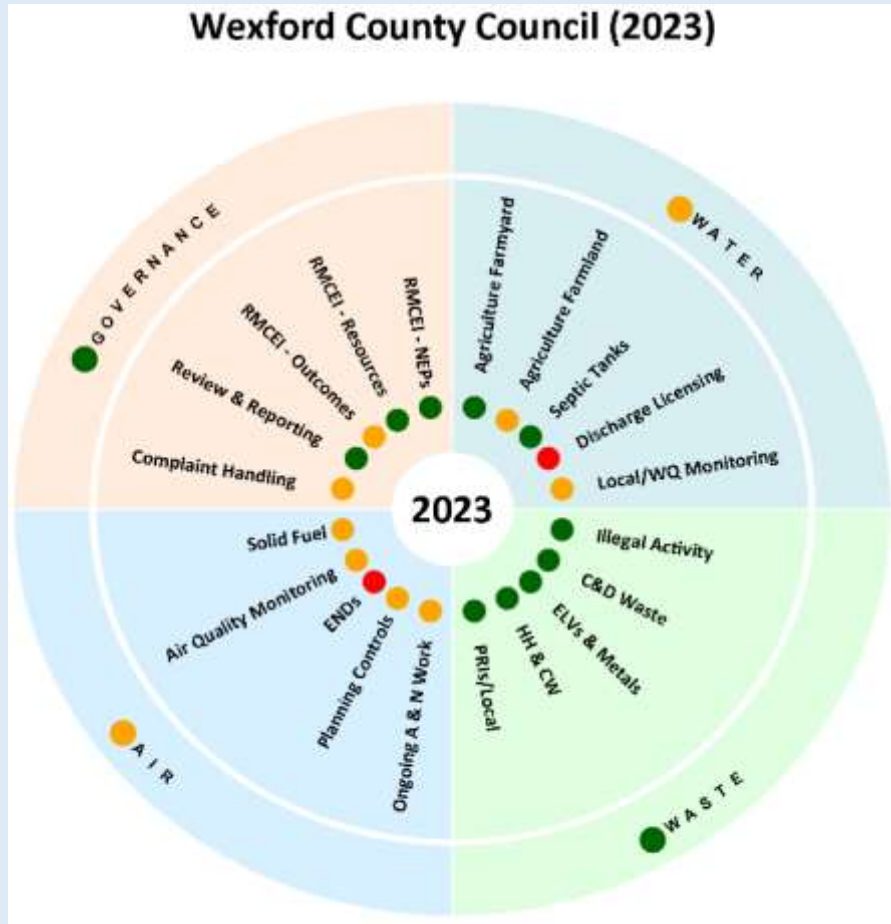 Wexford County Council (2023)
GOVERNANCE
RMCEI - NEPs
RMCEI - Resources
RMCEI - Outcomes
Review & Reporting
Complaint Handling
WATER
Agriculture Farmyard
Agriculture Farmland
Septic Tanks
Discharge Licensing
Local/WQ Monitoring
2023
Solid Fuel
Air Quality Monitoring
ENDs
Planning Controls
Ongoing A & N Work
AIR
Illegal Activity
C&D Waste
ELVs & Metals
HH & CW
PRIs/Local
WASTE